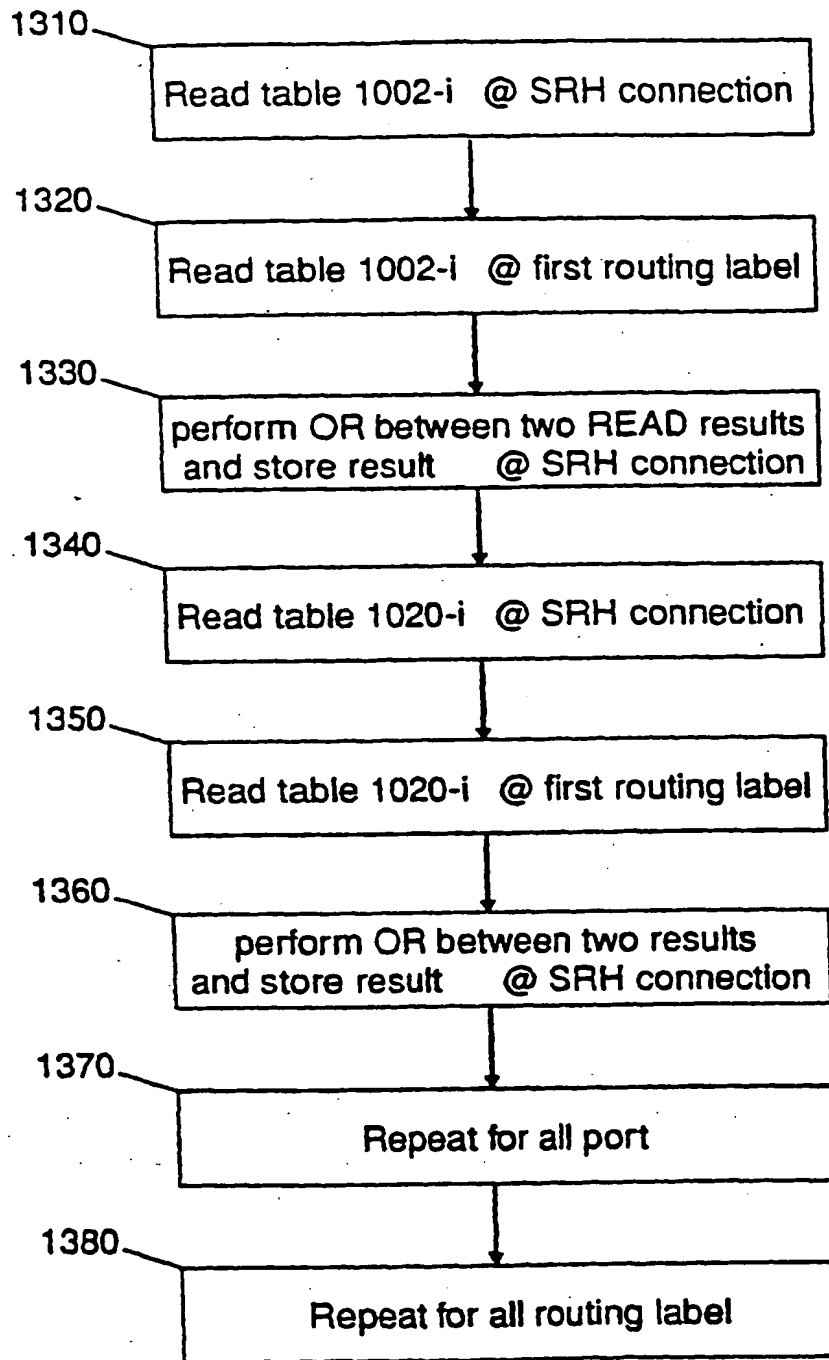 1310
Read table 1002-i @ SRH connection
1320
Read table 1002-i @ first routing label
1330
perform OR between two READ results
and store result @ SRH connection
1340
Read table 1020-i @ SRH connection
1350
Read table 1020-i @ first routing label
1360
perform OR between two results
and store result @ SRH connection
1370
Repeat for all port
1380
Repeat for all routing label